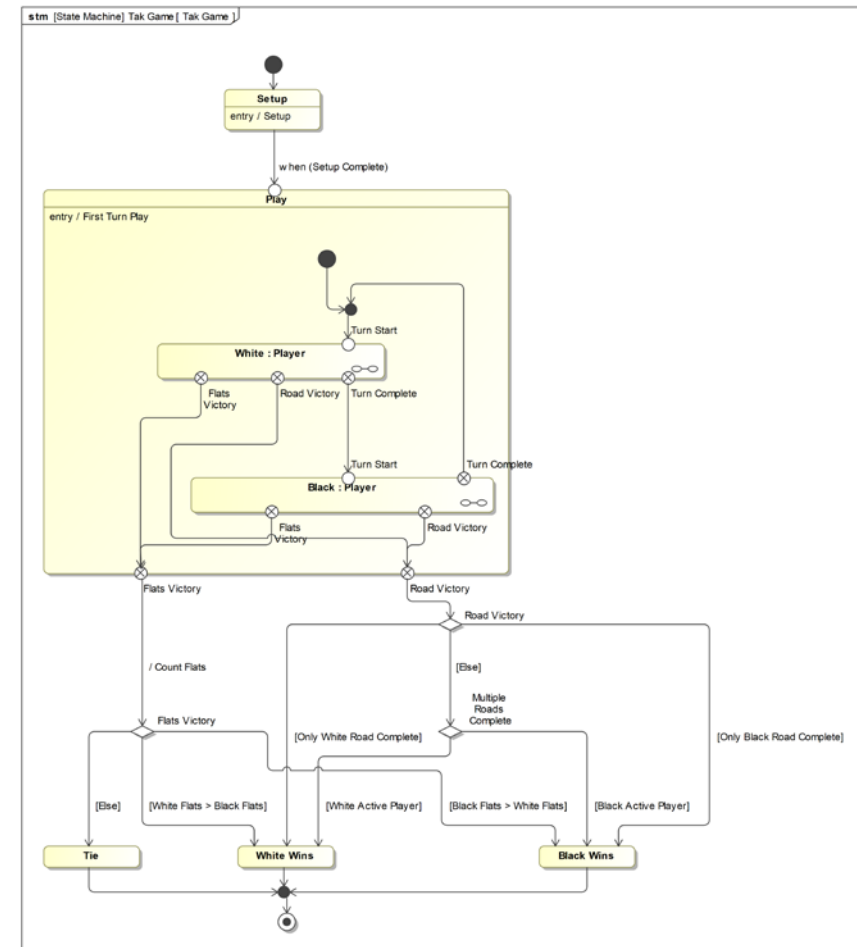 stm [State Machine] Tak Game [ Tak Game ]
Setup
entry / Setup
when (Setup Complete)
Play
entry / First Turn Play
Turn Start
White : Player
Flats
Victory
Road Victory
Turn Complete
Turn Start
Turn Complete
Black : Player
Flats
Victory
Road Victory
Flats Victory
Road Victory
Road Victory
/ Count Flats
[Else]
Multiple
Roads
Complete
Flats Victory
[Only White Road Complete]
[Only Black Road Complete]
[Else]
[White Flats > Black Flats]
[White Active Player]
[Black Flats > White Flats]
[Black Active Player]
Tie
White Wins
Black Wins